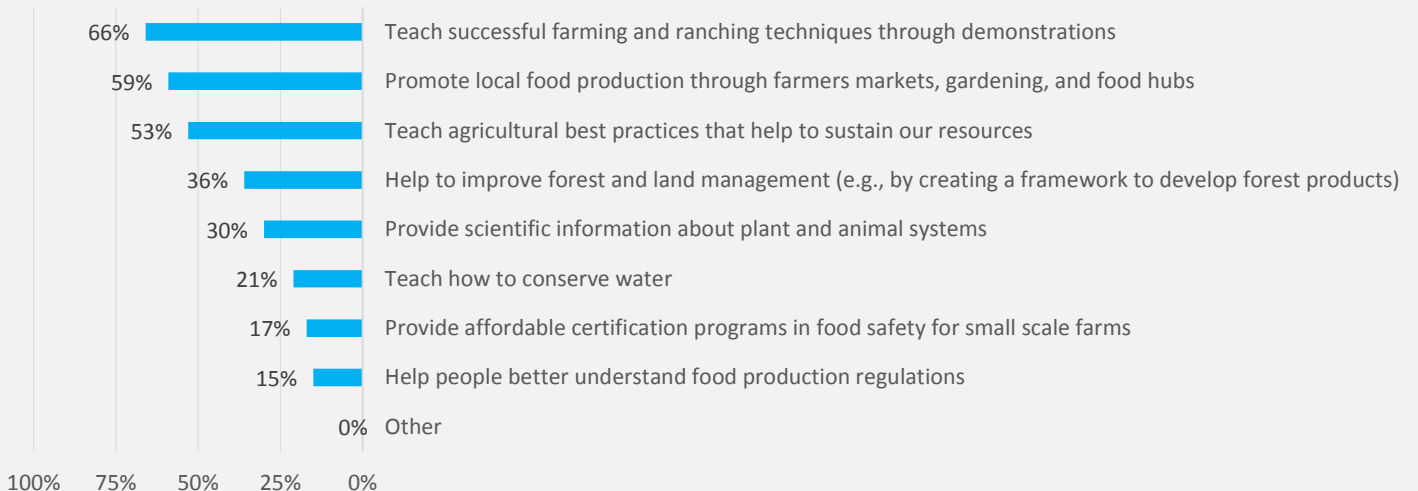 66% Teach successful farming and ranching techniques through demonstrations
59% Promote local food production through farmers markets, gardening, and food hubs
53% Teach agricultural best practices that help to sustain our resources
36% Help to improve forest and land management (e.g., by creating a framework to develop forest products)
30% Provide scientific information about plant and animal systems
21% Teach how to conserve water
17% Provide affordable certification programs in food safety for small scale farms
15% Help people better understand food production regulations
0% Other
100% 75% 50% 25% 0%